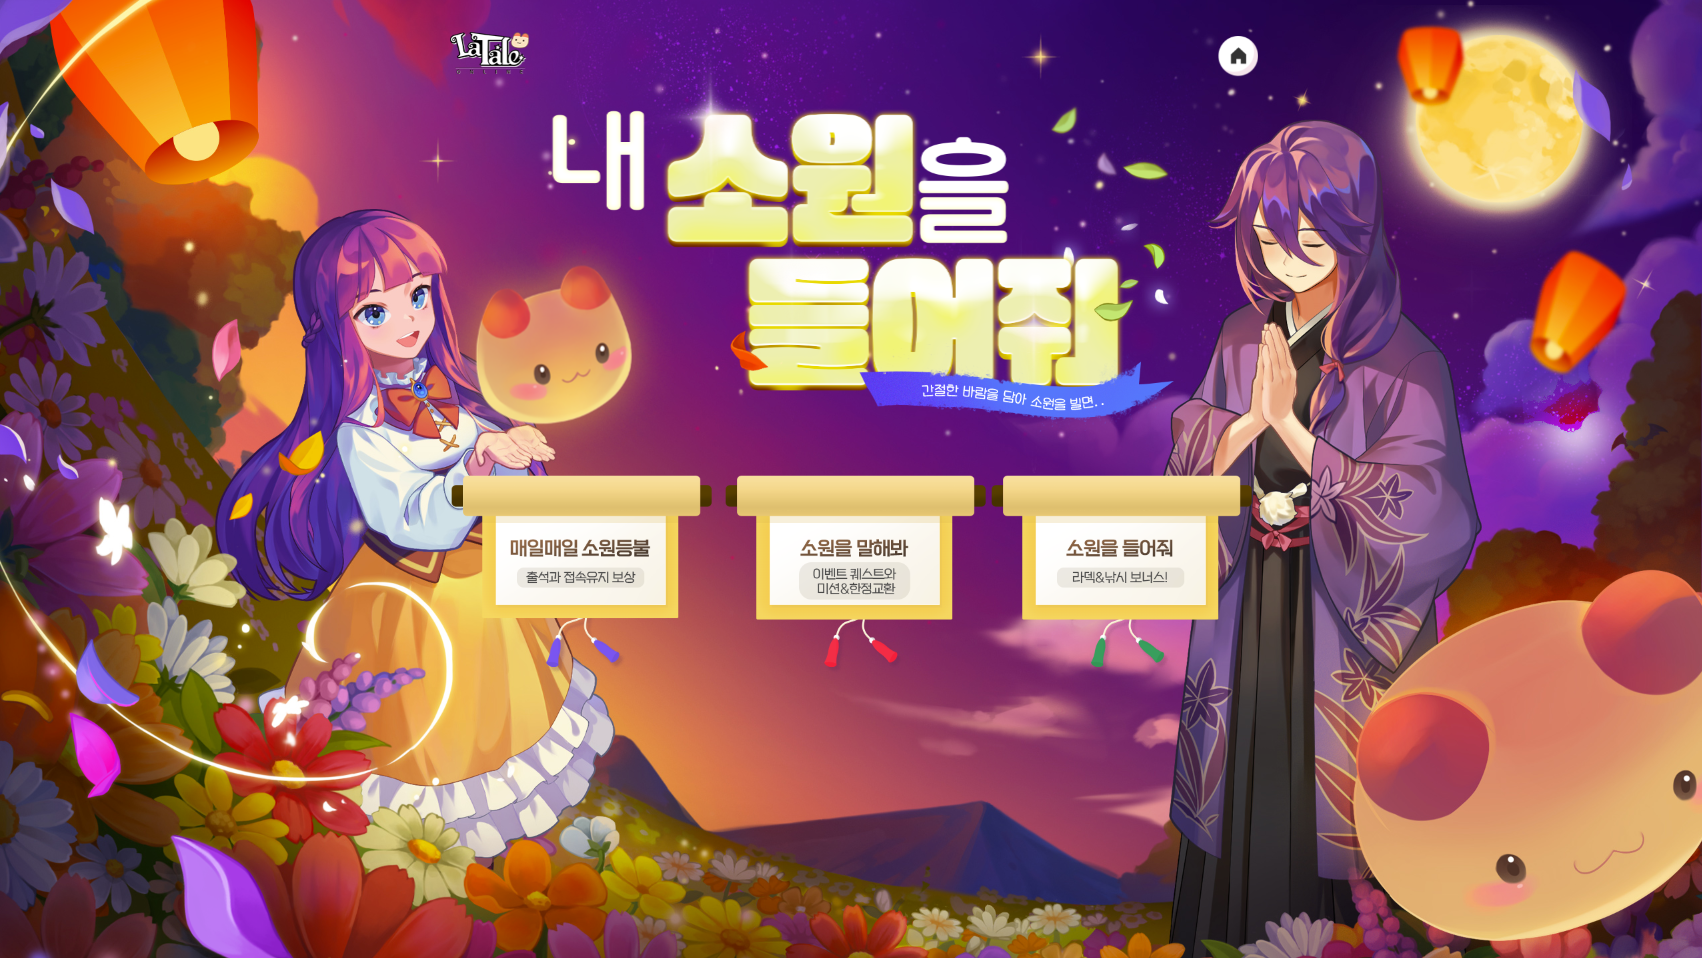 LaTale
ONLINE
내 소원을
들어줘
간절한 바람을 담아 소원을 빌면..
매일매일 소원등불
출석과 접속유지 보상
소원을 말해봐
이벤트 퀘스트와
미션&한정교환
소원을 들어줘
라덱&낚시 보너스!